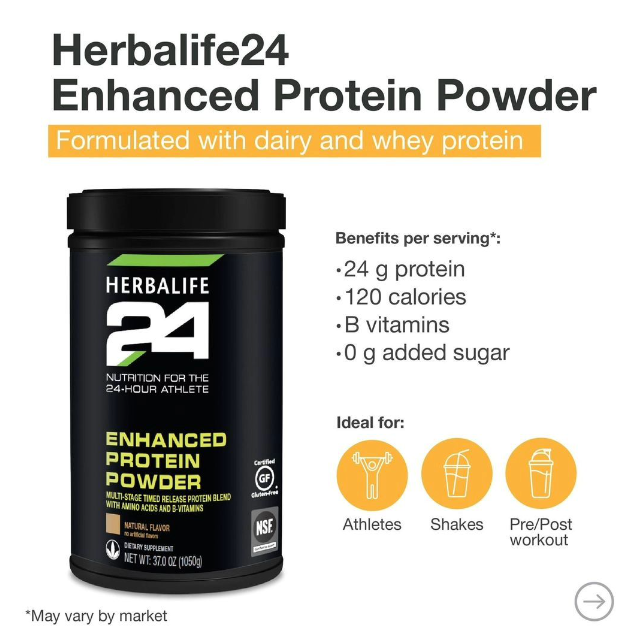 Herbalife24
Enhanced Protein Powder
Formulated with dairy and whey protein
HERBALIFE
24
NUTRITION FOR THE
24-HOUR ATHLETE
ENHANCED
PROTEIN
POWDER
MULTI-STAGE TIMED RELEASE PROTEIN BLEND
WITH AMINO ACIDS AND B-VITAMINS
NATURAL FLAVOR
no artificial flavors
DIETARY SUPPLEMENT
NET WT: 37.0 OZ (1050g)
Certified
GF
Gluten-Free
NSF
Benefits per serving*:
·24 g protein
·120 calories
·B vitamins
·0 g added sugar
Ideal for:
Athletes
Shakes
Pre/Post
workout
*May vary by market